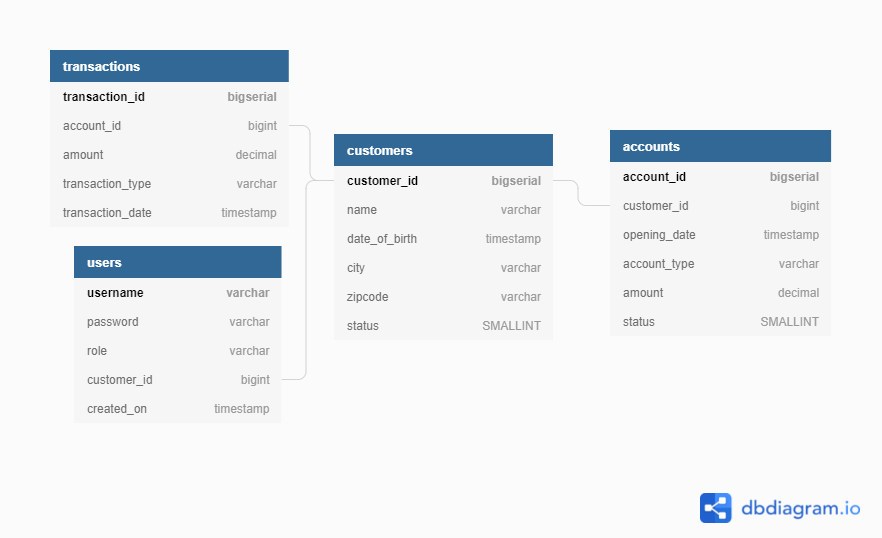 transactions
transaction_id bigserial
account_id bigint
amount decimal
transaction_type varchar
transaction_date timestamp
users
username varchar
password varchar
role varchar
customer_id bigint
created_on timestamp
customers
customer_id bigserial
name varchar
date_of_birth timestamp
city varchar
zipcode varchar
status SMALLINT
accounts
account_id bigserial
customer_id bigint
opening_date timestamp
account_type varchar
amount decimal
status SMALLINT
dbdiagram.io